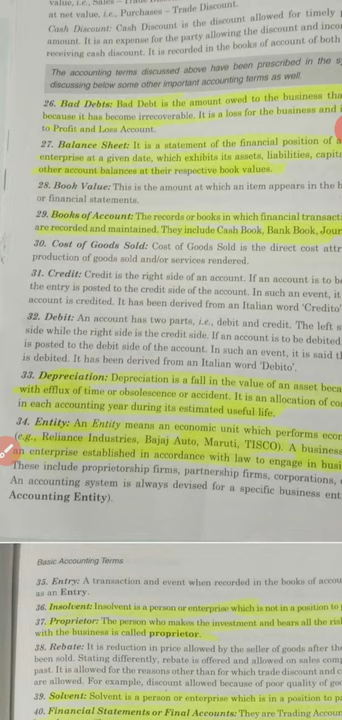 value, i.e., Sales – Trade
at net value, i.e., Purchases – Trade Discount.
Cash Discount: Cash Discount is the discount allowed for timely
amount. It is an expense for the party allowing the discount and
receiving cash discount. It is recorded in the books of account of both
The accounting terms discussed above have been prescribed in the
discussing below some other important accounting terms as well.
26. Bad Debts: Bad Debt is the amount owed to the business
because it has become irrecoverable. It is a loss for the business and
to Profit and Loss Account.
27. Balance Sheet: It is a statement of the financial position of
enterprise at a given date, which exhibits its assets, liabilities,
other account balances at their respective book values.
28. Book Value: This is the amount at which an item appears in the
or financial statements.
29. Books of Account: The records or books in which financial
are recorded and maintained. They include Cash Book, Bank Book,
30. Cost of Goods Sold: Cost of Goods Sold is the direct cost
production of goods sold and/or services rendered.
31. Credit: Credit is the right side of an account. If an account is to
the entry is posted to the credit side of the account. In such an event, it
account is credited. It has been derived from an Italian word 'Credito'
32. Debit: An account has two parts, i.e., debit and credit. The left
side while the right side is the credit side. If an account is to be debited
is posted to the debit side of the account. In such an event, it is said
is debited. It has been derived from an Italian word 'Debito'.
33. Depreciation: Depreciation is a fall in the value of an asset
with efflux of time or obsolescence or accident. It is an allocation of
in each accounting year during its estimated useful life.
34. Entity: An Entity means an economic unit which performs
(e.g., Reliance Industries, Bajaj Auto, Maruti, TISCO). A business
an enterprise established in accordance with law to engage in
These include proprietorship firms, partnership firms, corporations,
An accounting system is always devised for a specific business
Accounting Entity).
Basic Accounting Terms
35. Entry: A transaction and event when recorded in the books of
as an Entry.
36. Insolvent: Insolvent is a person or enterprise which is not in a position to
37. Proprietor: The person who makes the investment and bears all the
with the business is called proprietor.
38. Rebate: It is reduction in price allowed by the seller of goods after
been sold. Stating differently, rebate is offered and allowed on sales
past. It is allowed for the reasons other than for which trade discount and
are allowed. For example, discount allowed because of poor quality of
39. Solvent: Solvent is a person or enterprise which is in a position to
40. Financial Statements or Final Accounts: They are Trading